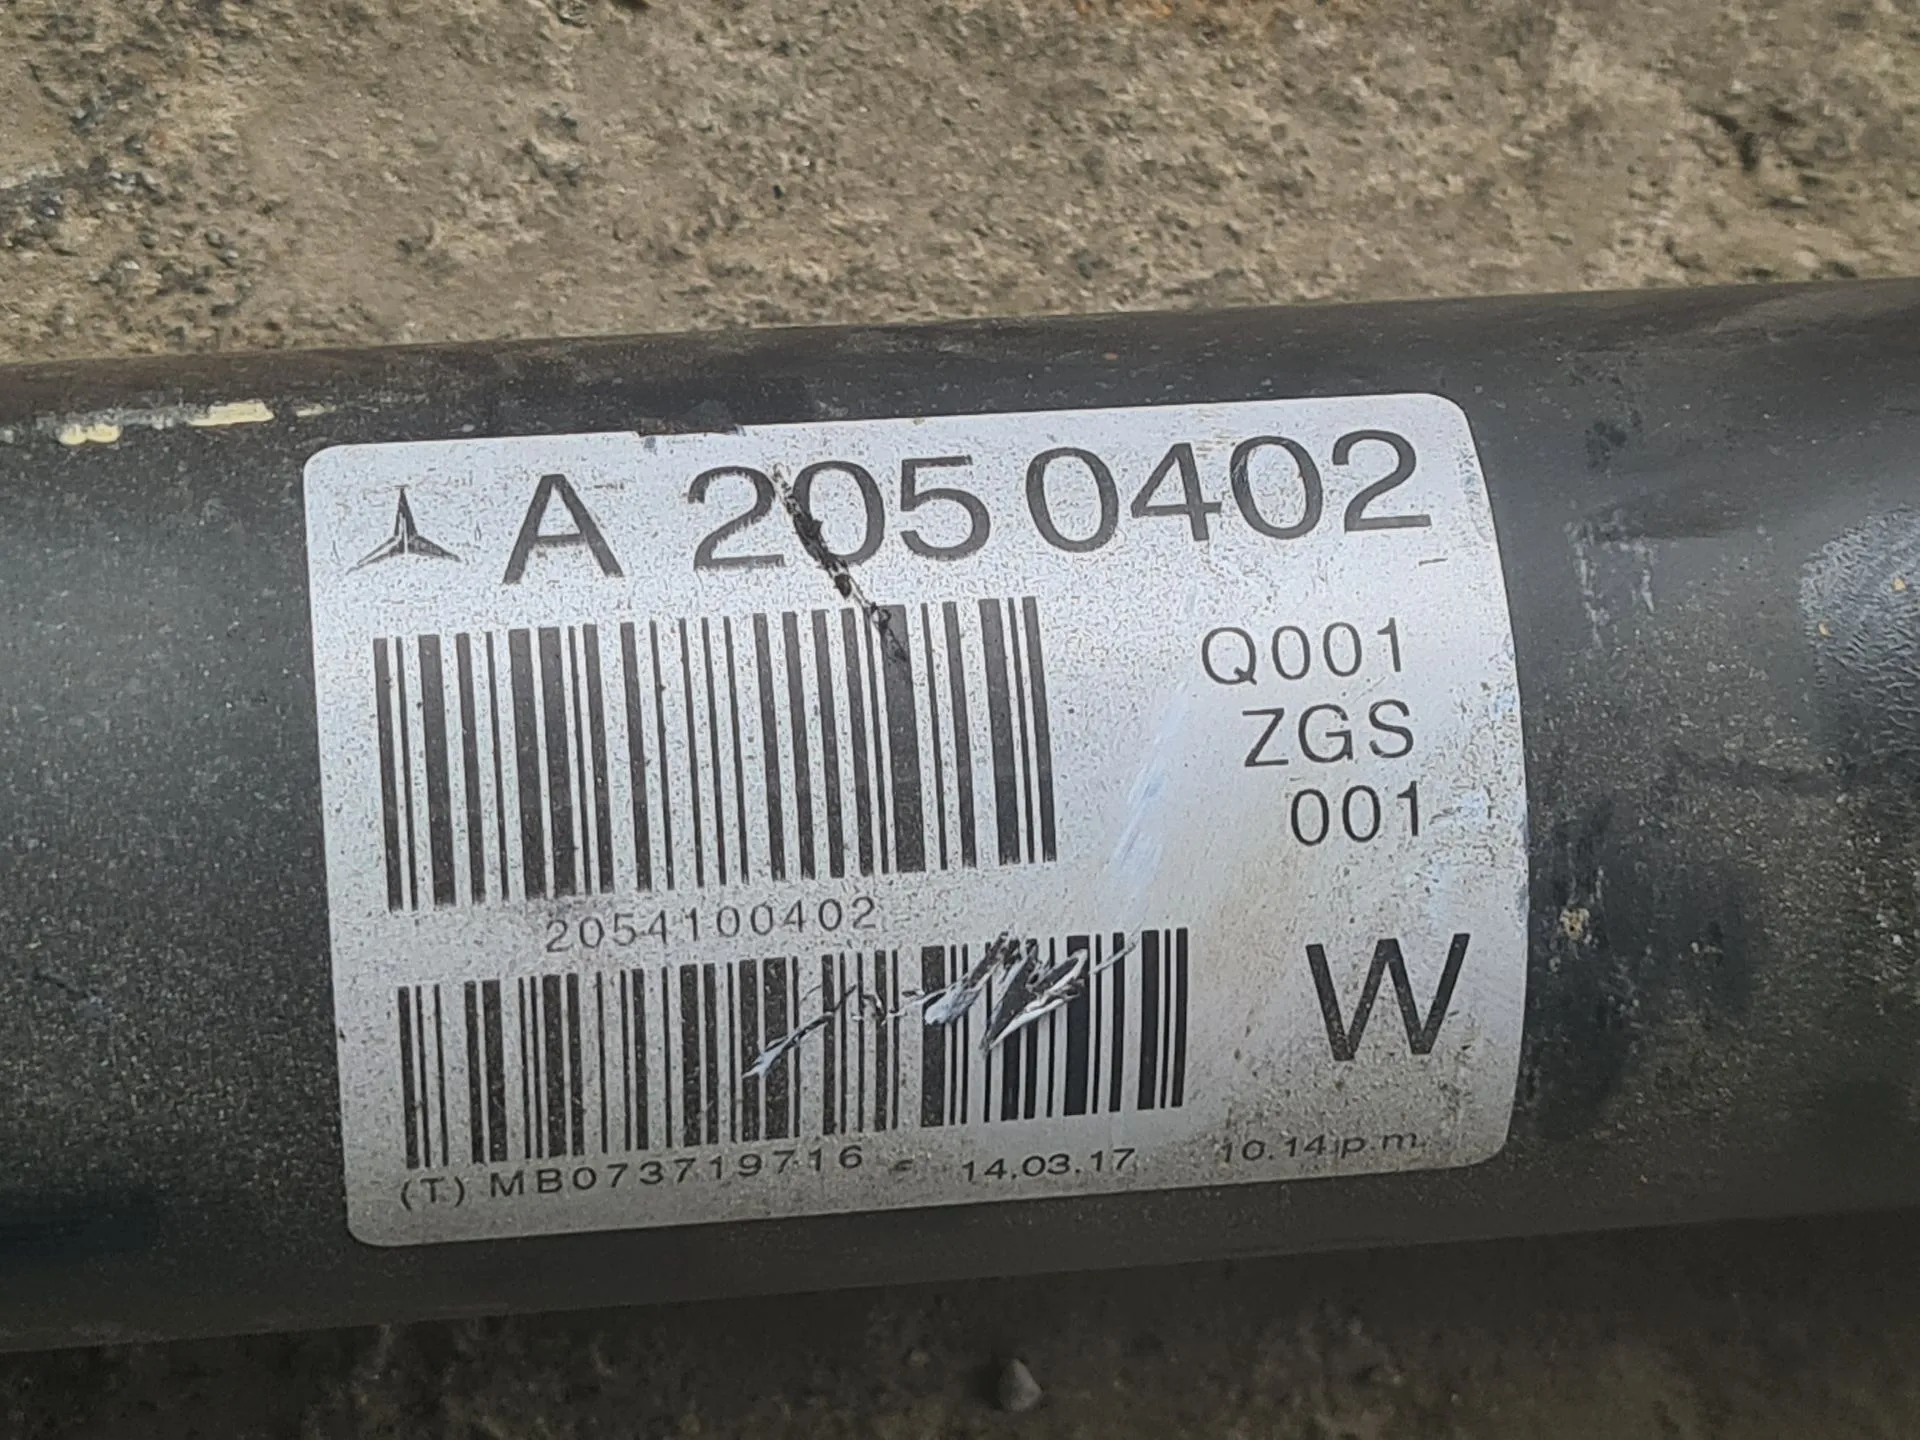 A 205 0402
Q001
ZGS
001
2054100402
W
(T) MB073719716 - 14.03.17 10.14 p.m.